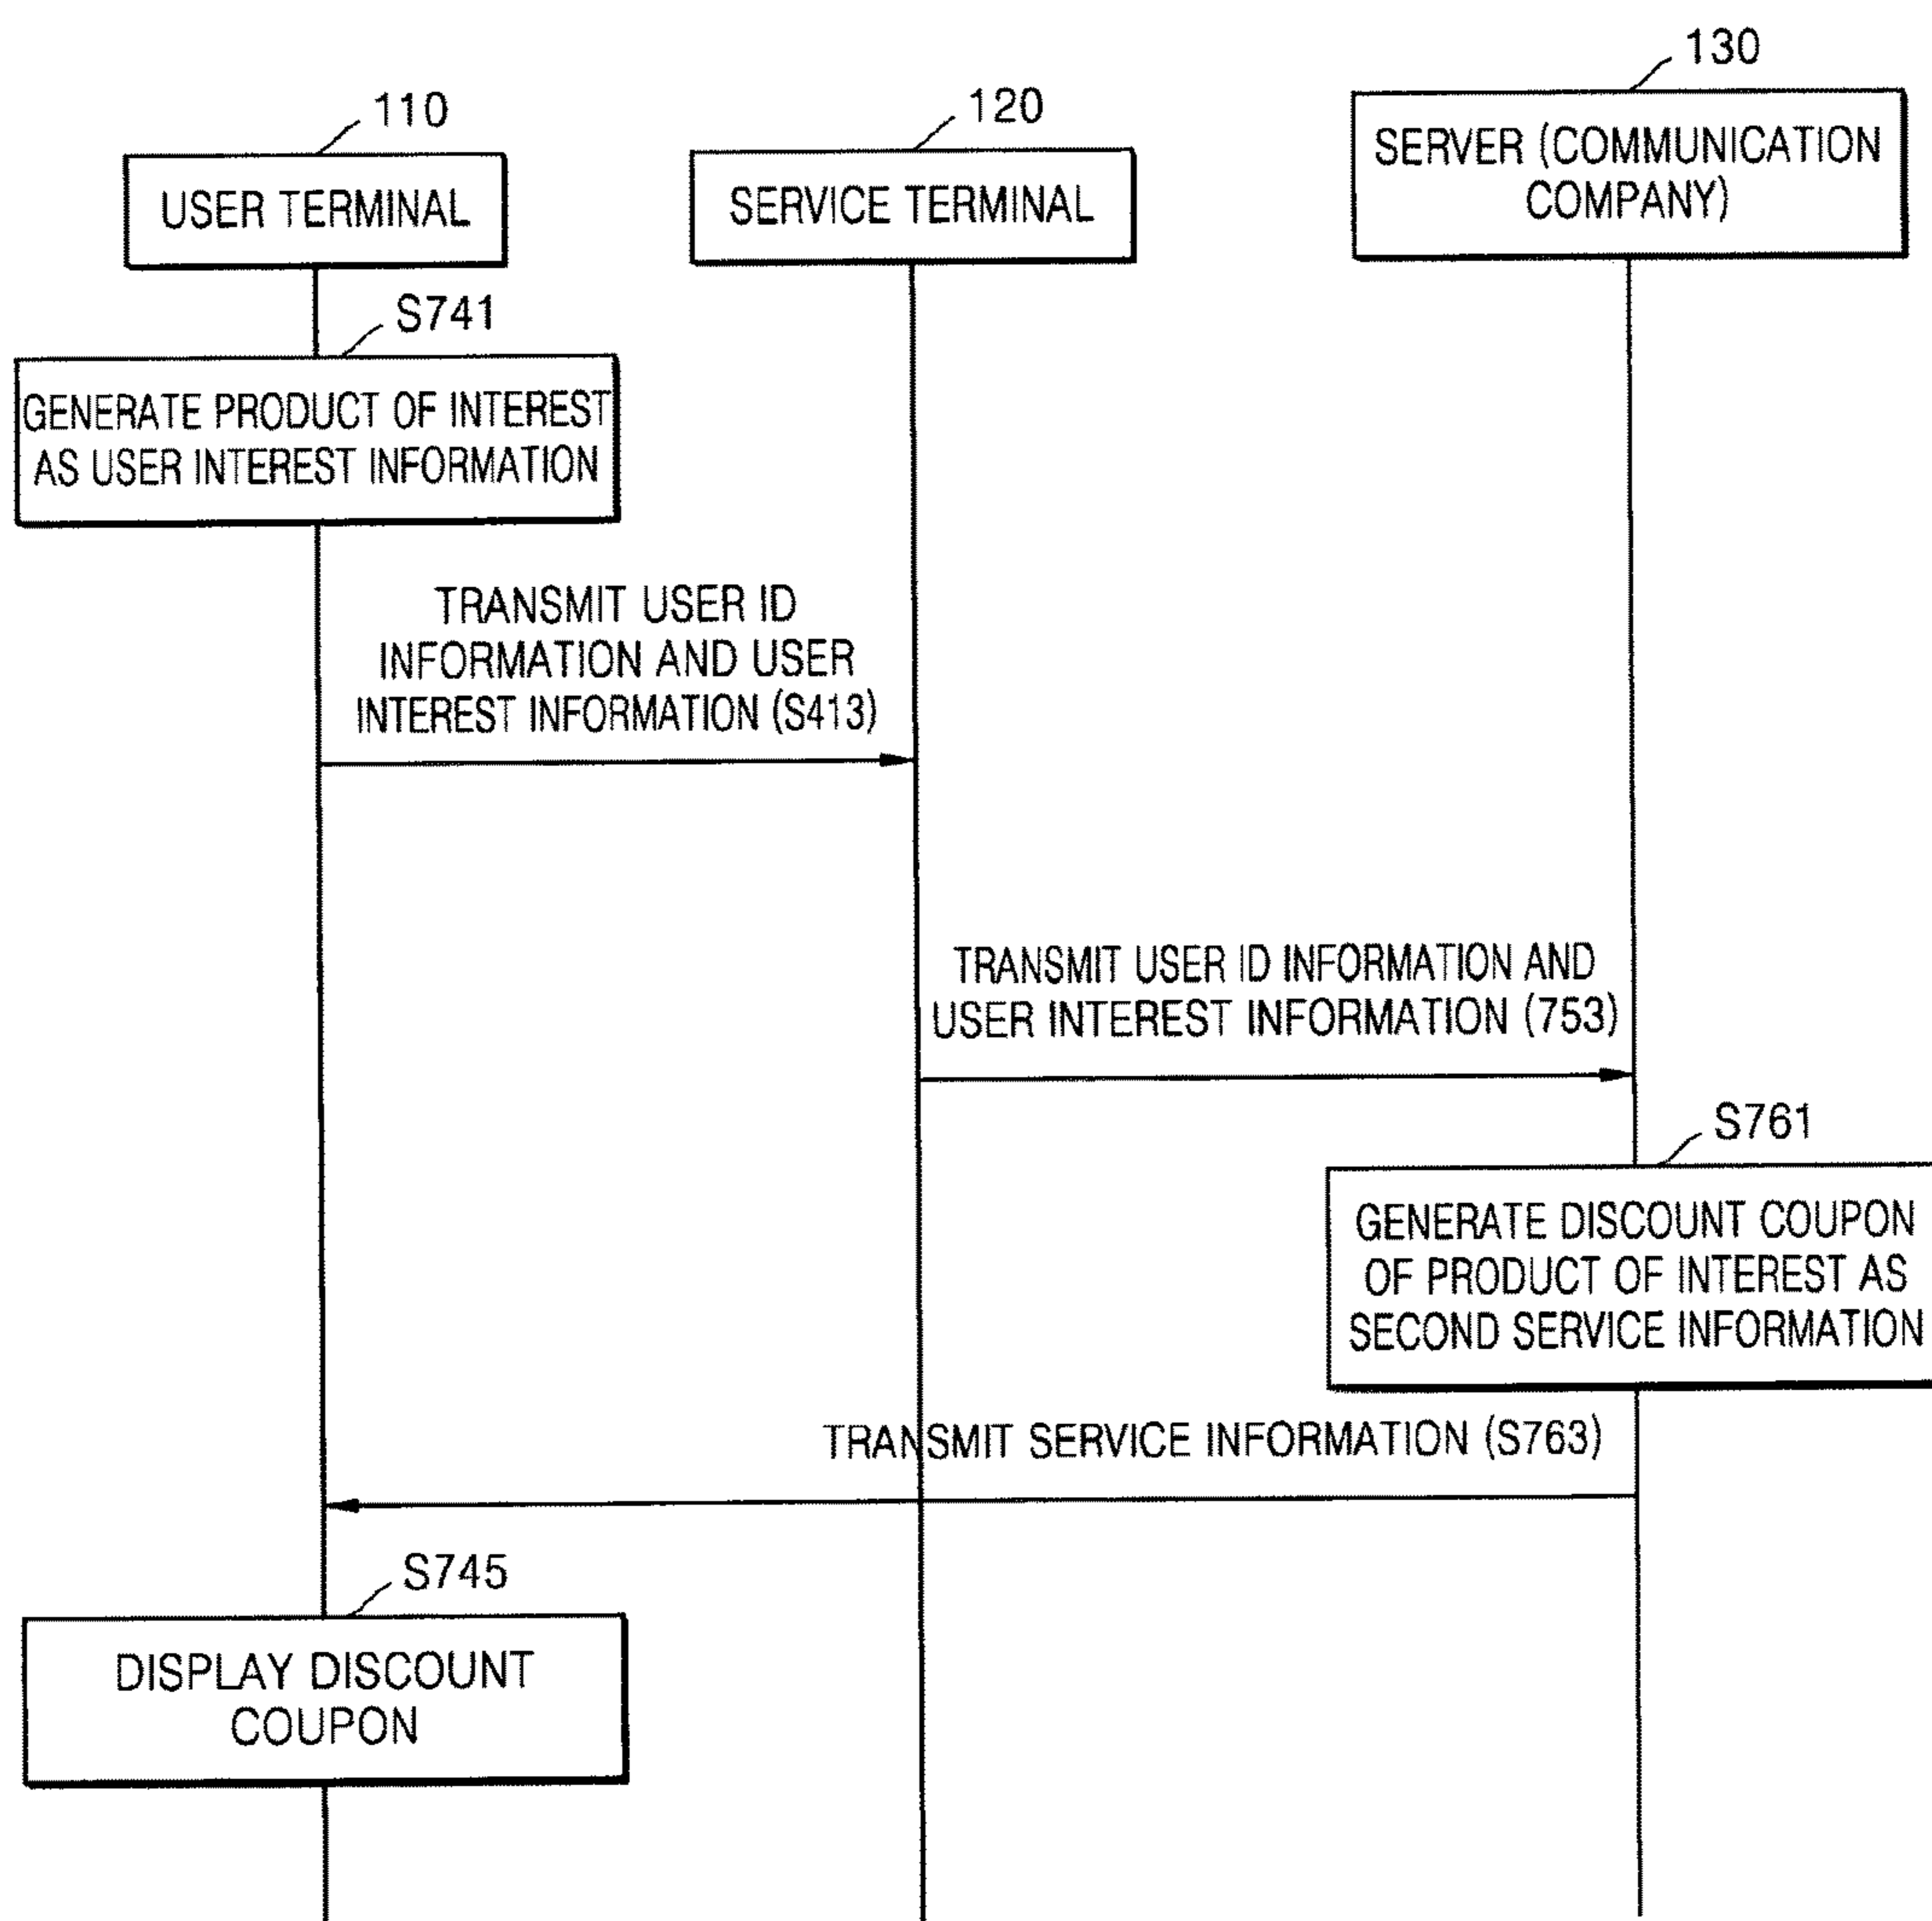 130
110
120
SERVER (COMMUNICATION
COMPANY)
USER TERMINAL
SERVICE TERMINAL
S741
GENERATE PRODUCT OF INTEREST
AS USER INTEREST INFORMATION
TRANSMIT USER ID
INFORMATION AND USER
INTEREST INFORMATION (S413)
TRANSMIT USER ID INFORMATION AND
USER INTEREST INFORMATION (753)
S761
GENERATE DISCOUNT COUPON
OF PRODUCT OF INTEREST AS
SECOND SERVICE INFORMATION
TRANSMIT SERVICE INFORMATION (S763)
S745
DISPLAY DISCOUNT
COUPON